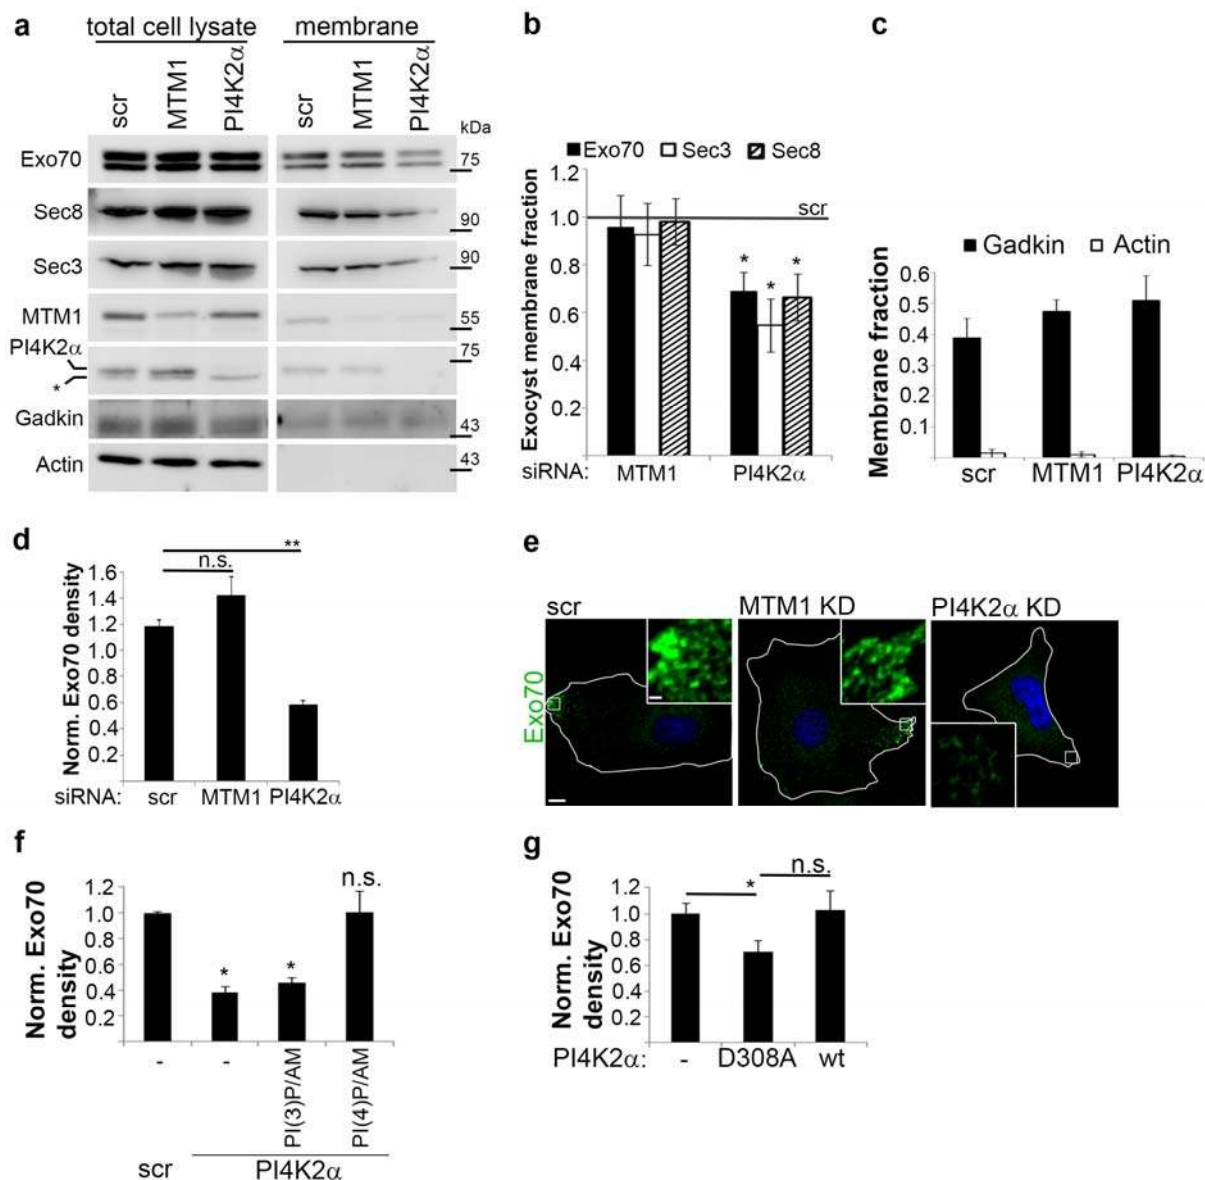 a
total cell lysate
membrane
scr
MTM1
PI4K2α
scr
MTM1
PI4K2α
kDa
Exo70
75
Sec8
90
Sec3
90
MTM1
55
PI4K2α
75
*
Gadkin
43
Actin
43
b
Exo70 Sec3 Sec8
Exocyst membrane fraction
1.2
1.0
0.8
0.6
0.4
0.2
scr
* * *
siRNA: MTM1 PI4K2α
c
Gadkin Actin
Membrane fraction
0.6
0.5
0.4
0.3
0.2
0.1
scr MTM1 PI4K2α
d
**
n.s.
Norm. Exo70 density
1.6
1.4
1.2
1.0
0.8
0.6
0.4
0.2
siRNA: scr MTM1 PI4K2α
e
scr
MTM1 KD
PI4K2α KD
Exo70
f
n.s.
Norm. Exo70
density
1.2
1.0
0.8
0.6
0.4
0.2
* *
-
-
PI(3)P/AM
PI(4)P/AM
scr PI4K2α
g
n.s.
*
Norm. Exo70
density
1.2
1.0
0.8
0.6
0.4
0.2
PI4K2α: - D308A wt